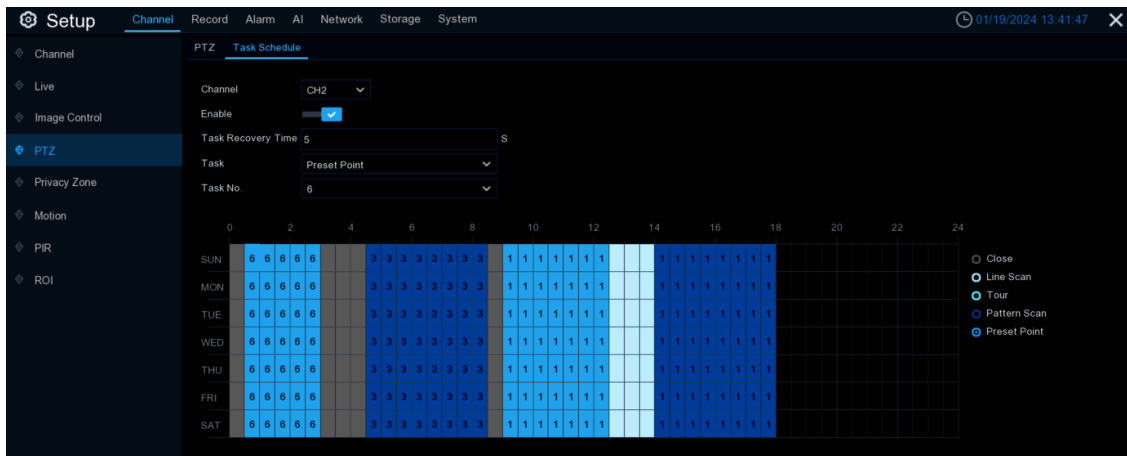 Setup Channel Record Alarm AI Network Storage System 01/19/2024 13:41:47
PTZ Task Schedule
Channel
Live
Image Control
PTZ
Privacy Zone
Motion
PIR
ROI
Channel CH2
Enable
Task Recovery Time 5 S
Task Preset Point
Task No. 6
0 2 4 6 8 10 12 14 16 18 20 22 24
SUN 6 6 6 6 6 3 3 3 3 3 3 3 3 1 1 1 1 1 1 1 1 1 1 1 1 1 1 1
MON 6 6 6 6 6 3 3 3 3 3 3 3 3 1 1 1 1 1 1 1 1 1 1 1 1 1 1 1
TUE 6 6 6 6 6 3 3 3 3 3 3 3 3 1 1 1 1 1 1 1 1 1 1 1 1 1 1 1
WED 6 6 6 6 6 3 3 3 3 3 3 3 3 1 1 1 1 1 1 1 1 1 1 1 1 1 1 1
THU 6 6 6 6 6 3 3 3 3 3 3 3 3 1 1 1 1 1 1 1 1 1 1 1 1 1 1 1
FRI 6 6 6 6 6 3 3 3 3 3 3 3 3 1 1 1 1 1 1 1 1 1 1 1 1 1 1 1
SAT 6 6 6 6 6 3 3 3 3 3 3 3 3 1 1 1 1 1 1 1 1 1 1 1 1 1 1 1
Close
Line Scan
Tour
Pattern Scan
Preset Point